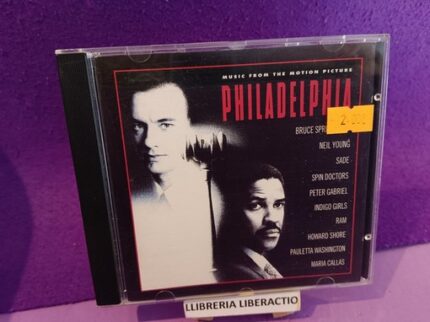 MUSIC FROM THE MOTION PICTURE
PHILADELPHIA
BRUCE
NEIL YOUNG
SADE
SPIN DOCTORS
PETER GABRIEL
INDIGO GIRLS
RAM
HOWARD SHORE
PAULETTA WASHINGTON
MARIA CALLAS
LLIBRERIA LIBERACTIO